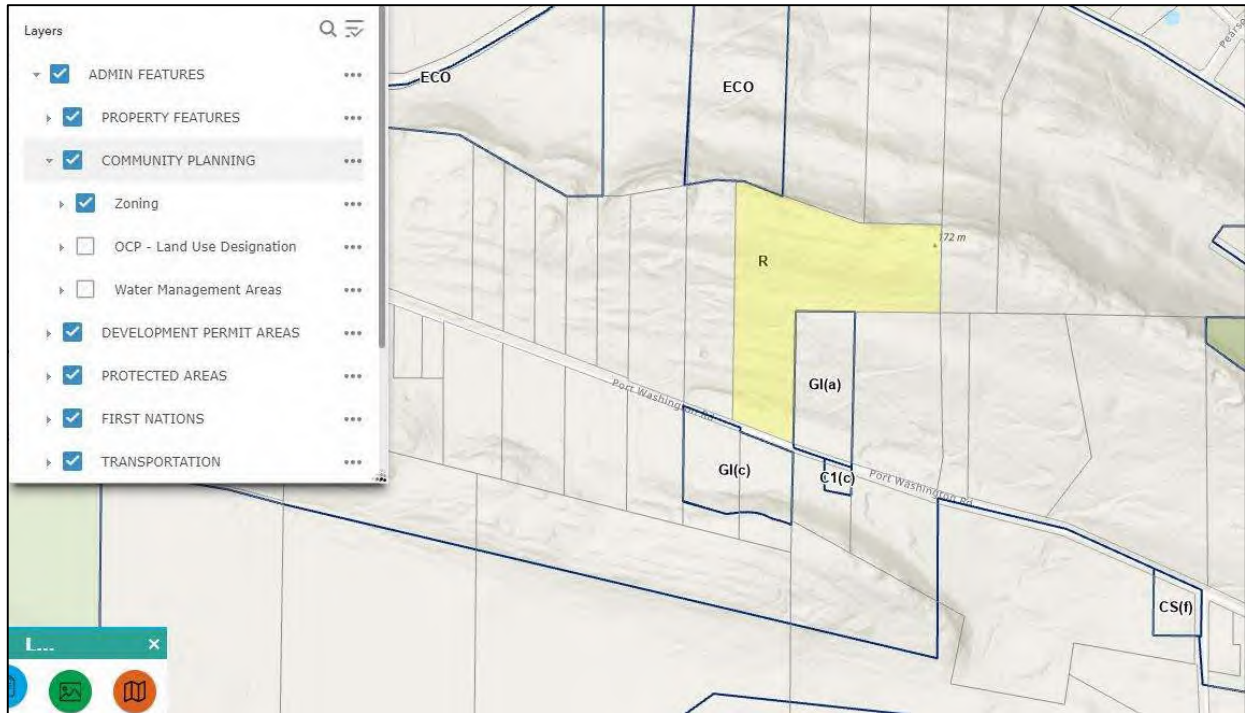 Layers
ADMIN FEATURES
PROPERTY FEATURES
COMMUNITY PLANNING
Zoning
OCP - Land Use Designation
Water Management Areas
DEVELOPMENT PERMIT AREAS
PROTECTED AREAS
FIRST NATIONS
TRANSPORTATION
L...
ECO
ECO
R
172 m
GI(a)
Port Washington Rd
GI(c)
C1(c)
Port Washington Rd
CS(f)